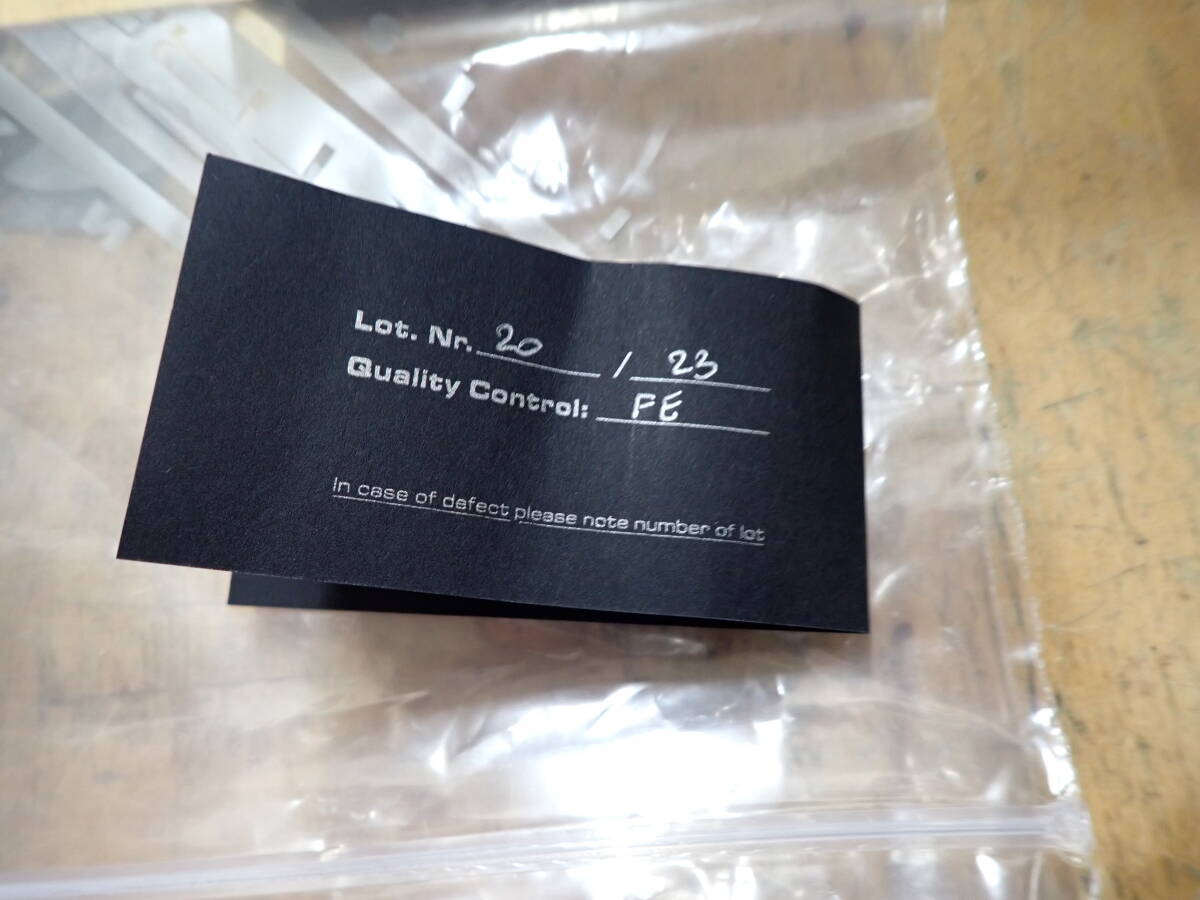 Lot. Nr. 20 / 23
Quality Control: FE
In case of defect please note number of lot